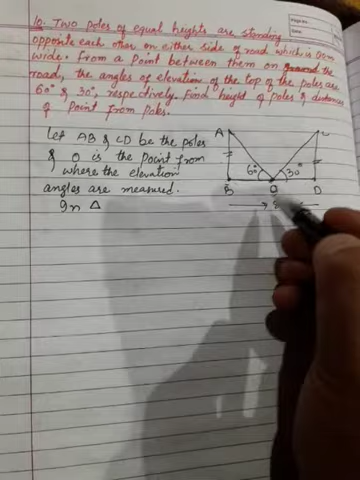 10. Two poles of equal heights are standing
opposite each other on either side of road which is 80m
wide. From a point between them on the
road, the angles of elevation of the top of the poles are
60° & 30°, respectively. Find height of poles & distances
of point from poles.
Let AB & CD be the poles
& O is the point from
where the elevation
angles are measured.
In Δ
A
60°
30°
B
O
D